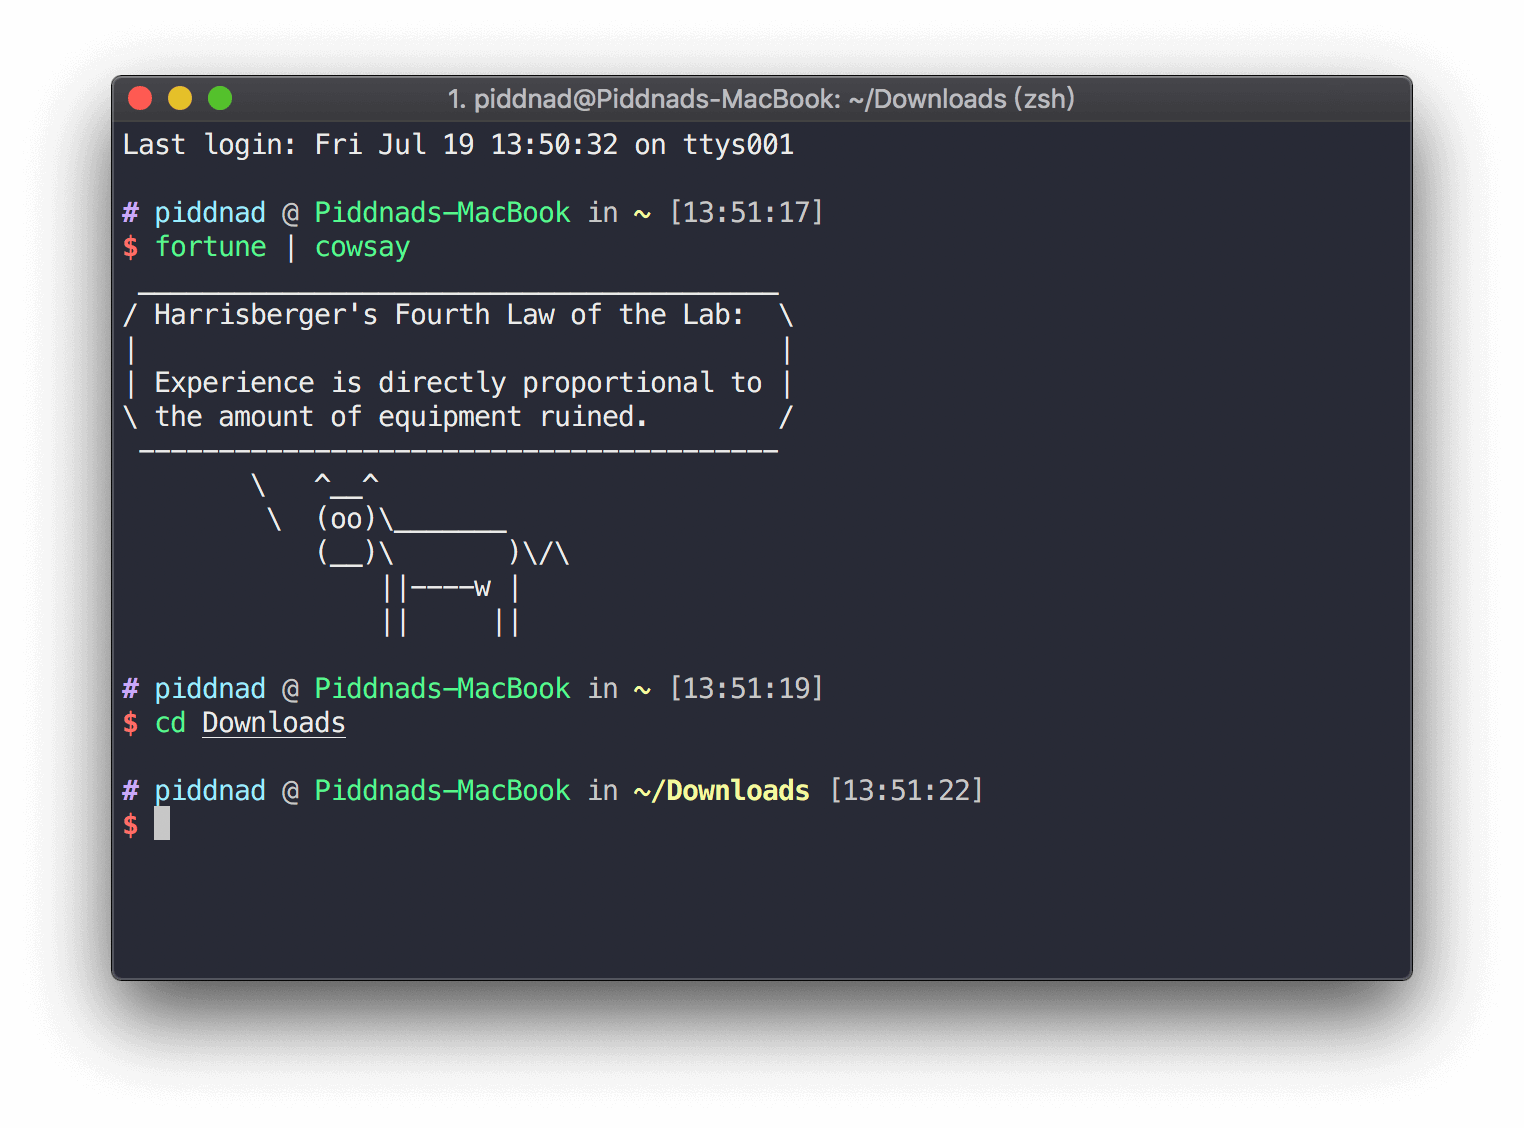 1. piddnad@Piddnads-MacBook: ~/Downloads (zsh)
Last login: Fri Jul 19 13:50:32 on ttys001
# piddnad @ Piddnads-MacBook in ~ [13:51:17]
$ fortune | cowsay
 ________________________________________
/ Harrisberger's Fourth Law of the Lab:  \
|                                        |
| Experience is directly proportional to |
\ the amount of equipment ruined.        /
 ----------------------------------------
        \   ^__^
         \  (oo)\_______
            (__)\       )\/\
                ||----w |
                ||     ||
# piddnad @ Piddnads-MacBook in ~ [13:51:19]
$ cd Downloads
# piddnad @ Piddnads-MacBook in ~/Downloads [13:51:22]
$